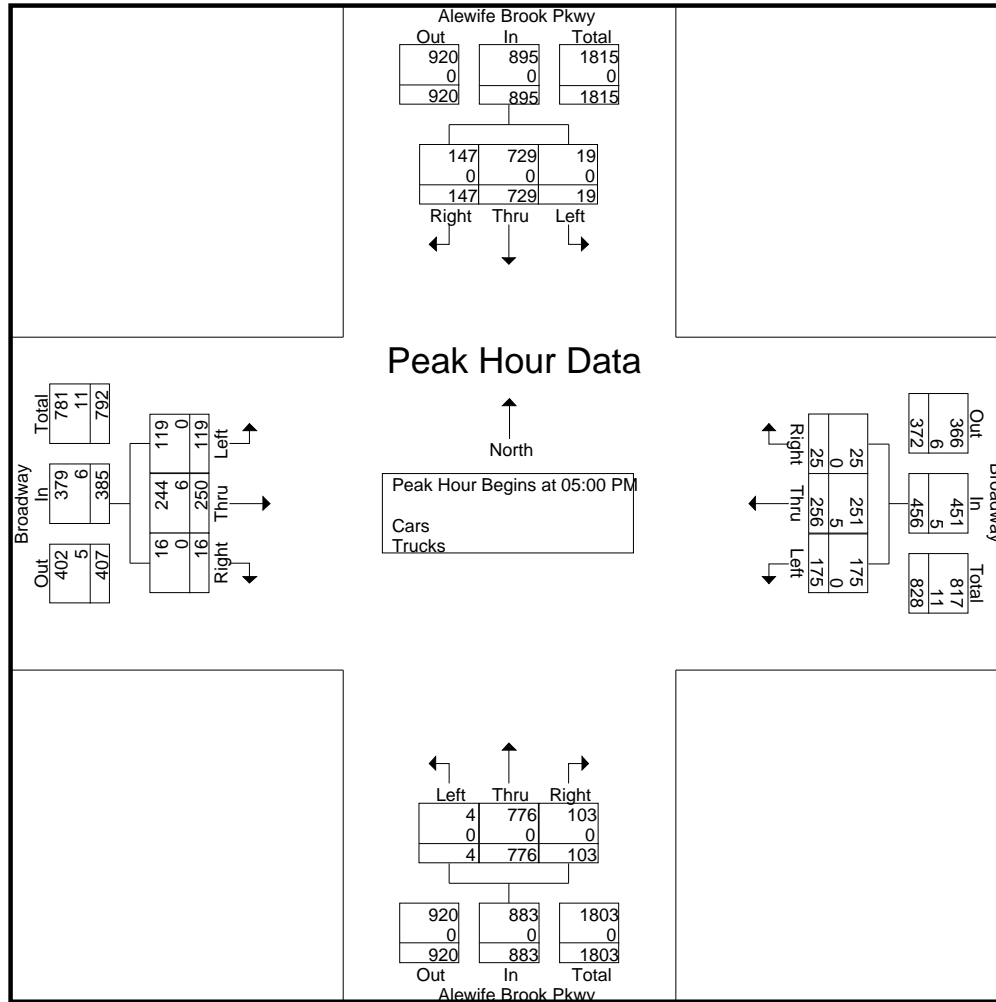 Alewife Brook Pkwy
Out In Total
920 895 1815
0 0 0
920 895 1815
147 729 19
0 0 0
147 729 19
Right Thru Left
Peak Hour Data
North
Peak Hour Begins at 05:00 PM
Cars
Trucks
Broadway
Out In Total
402 379 781
5 6 11
407 385 792
Left Thru Right
119 244 16
0 6 0
119 250 16
Broadway
Out In Total
366 451 817
6 5 11
372 456 828
Right Thru Left
25 251 175
0 5 0
25 256 175
Left Thru Right
4 776 103
0 0 0
4 776 103
920 883 1803
0 0 0
920 883 1803
Out In Total
Alewife Brook Pkwy